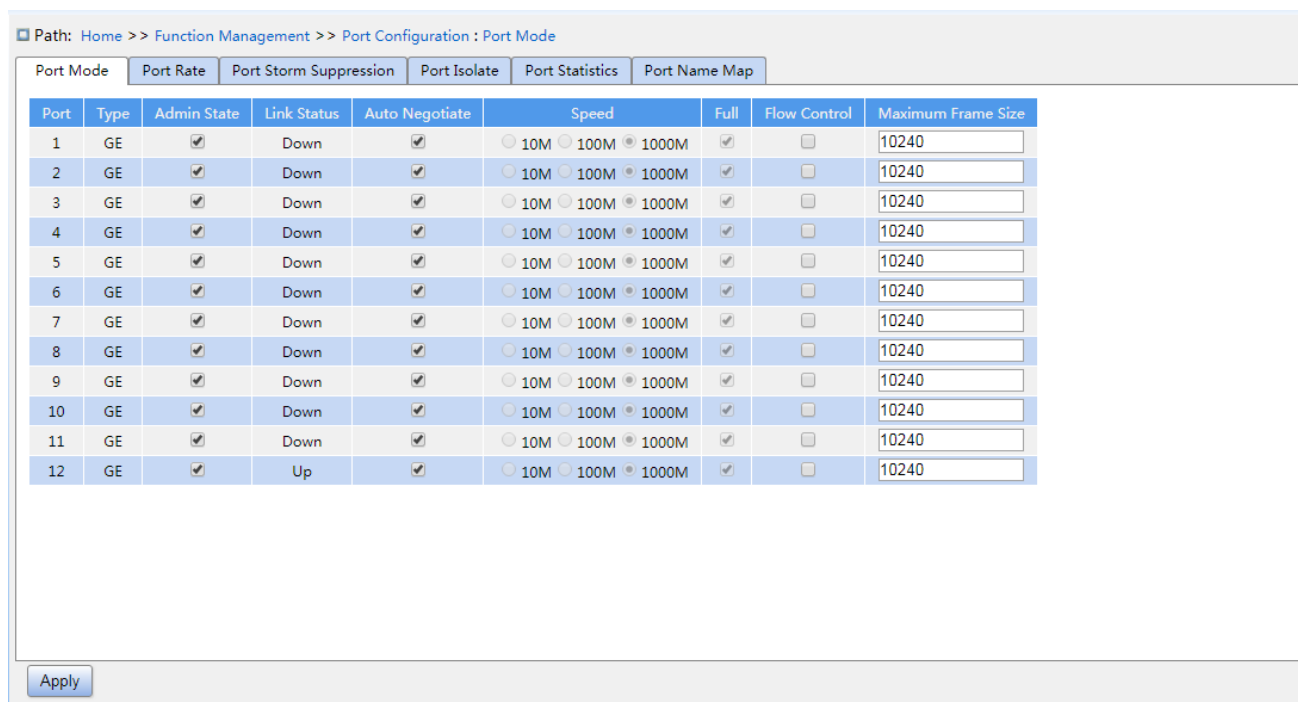 Path: Home >> Function Management >> Port Configuration : Port Mode
Port Mode Port Rate Port Storm Suppression Port Isolate Port Statistics Port Name Map
Port Type Admin State Link Status Auto Negotiate Speed Full Flow Control Maximum Frame Size
1 GE Down 10M 100M 1000M 10240
2 GE Down 10M 100M 1000M 10240
3 GE Down 10M 100M 1000M 10240
4 GE Down 10M 100M 1000M 10240
5 GE Down 10M 100M 1000M 10240
6 GE Down 10M 100M 1000M 10240
7 GE Down 10M 100M 1000M 10240
8 GE Down 10M 100M 1000M 10240
9 GE Down 10M 100M 1000M 10240
10 GE Down 10M 100M 1000M 10240
11 GE Down 10M 100M 1000M 10240
12 GE Up 10M 100M 1000M 10240
Apply